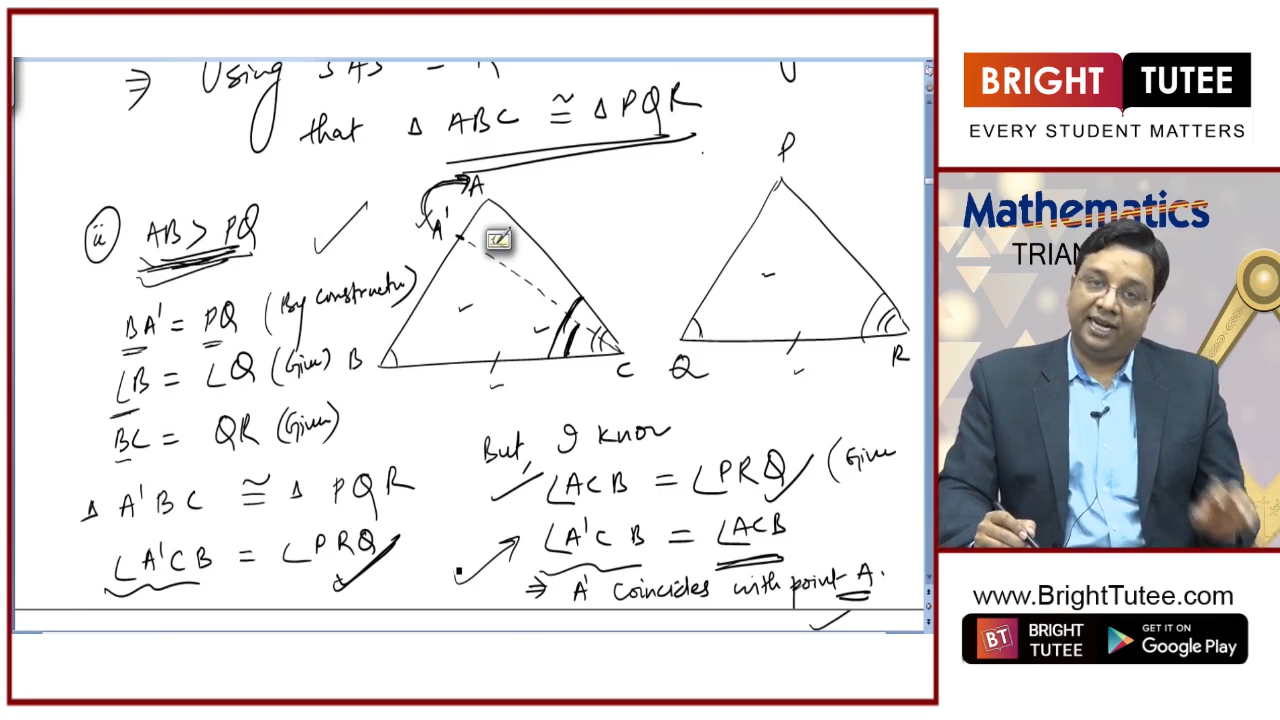 ⇒ Using SAS - R
that Δ ABC ≅ Δ PQR
(ii) AB > PQ
BA' = PQ (By constructn)
∠B = ∠Q (Given)
BC = QR (Given)
Δ A'BC ≅ Δ PQR
∠A'CB = ∠PRQ
A
A'
B
C
P
Q
R
But, I know
∠ACB = ∠PRQ (Given
∠A'CB = ∠ACB
⇒ A' Coincides with point A.
BRIGHT TUTEE
EVERY STUDENT MATTERS
Mathematics
TRIAN
www.BrightTutee.com
BT BRIGHT TUTEE
GET IT ON
Google Play